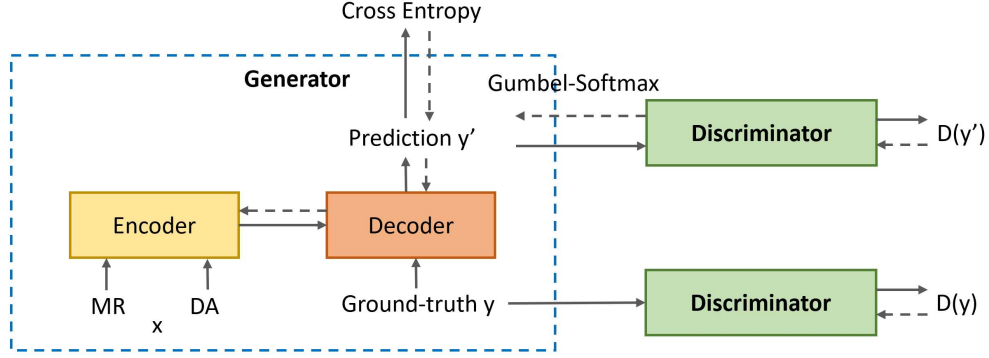 Cross Entropy
Generator
Gumbel-Softmax
Prediction y’
Discriminator
D(y’)
Encoder
Decoder
MR
DA
x
Ground-truth y
Discriminator
D(y)